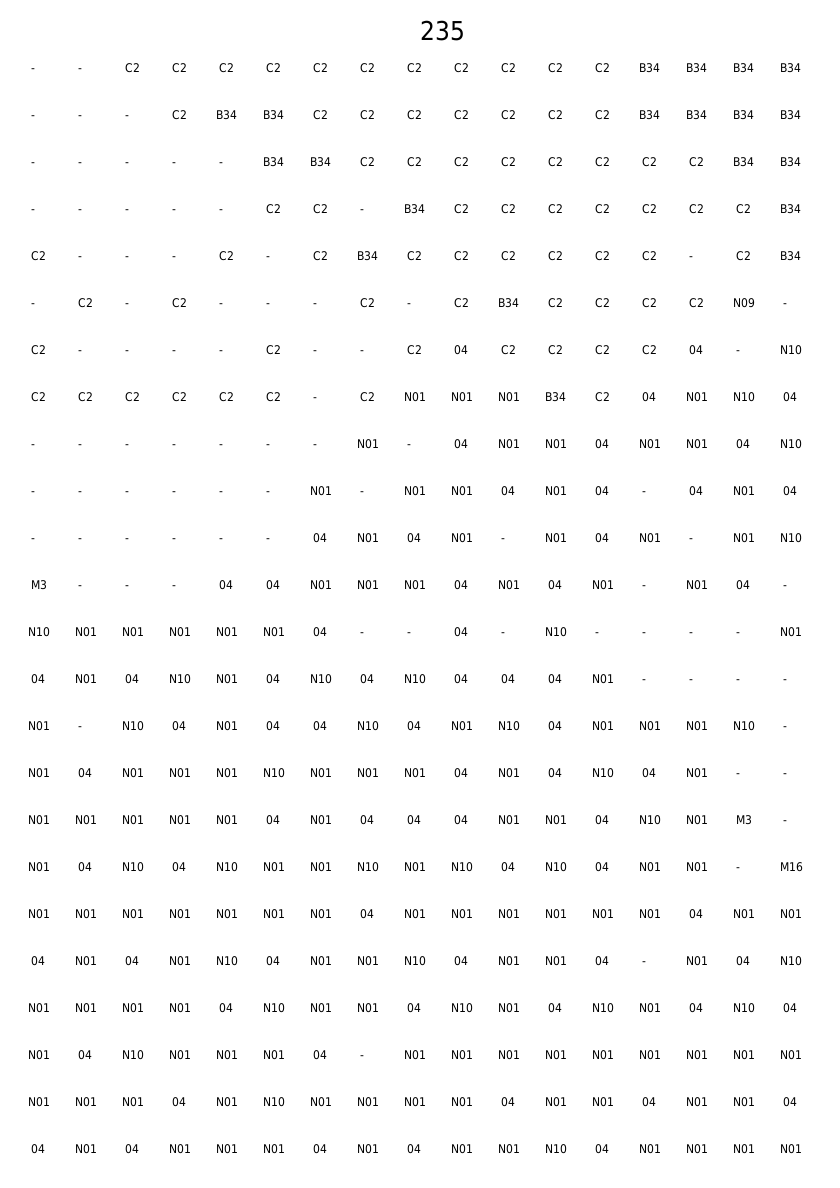 235
- - C2 C2 C2 C2 C2 C2 C2 C2 C2 C2 C2 B34 B34 B34 B34
- - - C2 B34 B34 C2 C2 C2 C2 C2 C2 C2 B34 B34 B34 B34
- - - - - B34 B34 C2 C2 C2 C2 C2 C2 C2 C2 B34 B34
- - - - - C2 C2 - B34 C2 C2 C2 C2 C2 C2 C2 B34
C2 - - - C2 - C2 B34 C2 C2 C2 C2 C2 C2 - C2 B34
- C2 - C2 - - - C2 - C2 B34 C2 C2 C2 C2 N09 -
C2 - - - - C2 - - C2 04 C2 C2 C2 C2 04 - N10
C2 C2 C2 C2 C2 C2 - C2 N01 N01 N01 B34 C2 04 N01 N10 04
- - - - - - - N01 - 04 N01 N01 04 N01 N01 04 N10
- - - - - - N01 - N01 N01 04 N01 04 - 04 N01 04
- - - - - - 04 N01 04 N01 - N01 04 N01 - N01 N10
M3 - - - 04 04 N01 N01 N01 04 N01 04 N01 - N01 04 -
N10 N01 N01 N01 N01 N01 04 - - 04 - N10 - - - - N01
04 N01 04 N10 N01 04 N10 04 N10 04 04 04 N01 - - - -
N01 - N10 04 N01 04 04 N10 04 N01 N10 04 N01 N01 N01 N10 -
N01 04 N01 N01 N01 N10 N01 N01 N01 04 N01 04 N10 04 N01 - -
N01 N01 N01 N01 N01 04 N01 04 04 04 N01 N01 04 N10 N01 M3 -
N01 04 N10 04 N10 N01 N01 N10 N01 N10 04 N10 04 N01 N01 - M16
N01 N01 N01 N01 N01 N01 N01 04 N01 N01 N01 N01 N01 N01 04 N01 N01
04 N01 04 N01 N10 04 N01 N01 N10 04 N01 N01 04 - N01 04 N10
N01 N01 N01 N01 04 N10 N01 N01 04 N10 N01 04 N10 N01 04 N10 04
N01 04 N10 N01 N01 N01 04 - N01 N01 N01 N01 N01 N01 N01 N01 N01
N01 N01 N01 04 N01 N10 N01 N01 N01 N01 04 N01 N01 04 N01 N01 04
04 N01 04 N01 N01 N01 04 N01 04 N01 N01 N10 04 N01 N01 N01 N01